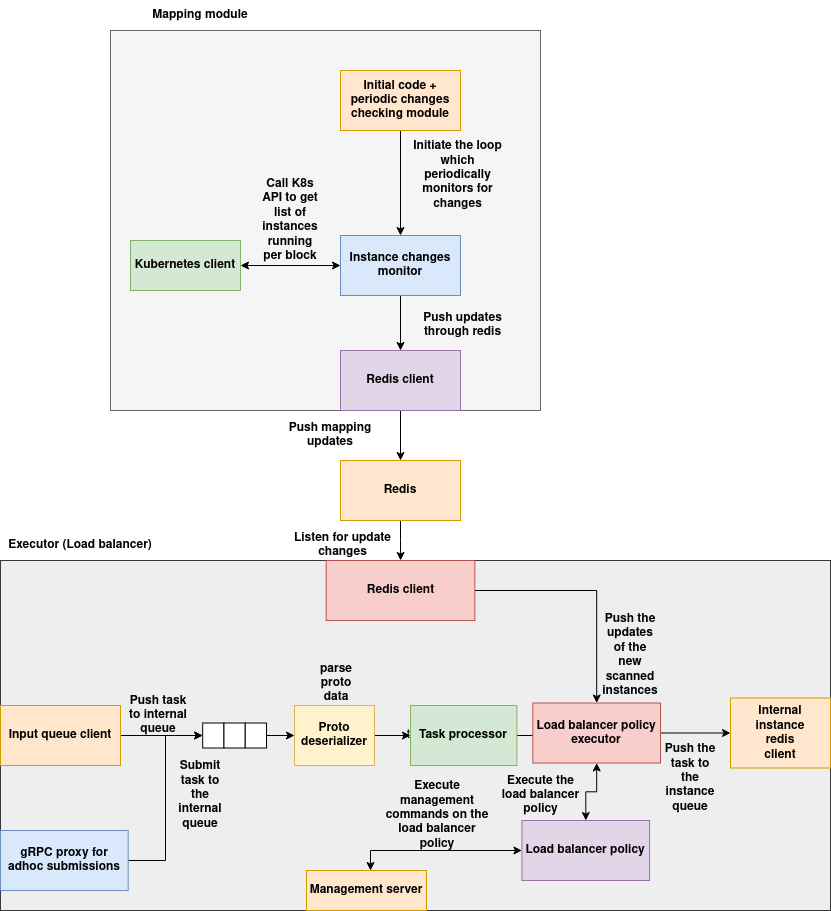 Mapping module
Initial code +
periodic changes
checking module
Initiate the loop
which
periodically
monitors for
changes
Call K8s
API to get
list of
instances
running
per block
Kubernetes client
Instance changes
monitor
Push updates
through redis
Redis client
Push mapping
updates
Redis
Listen for update
changes
Executor (Load balancer)
Redis client
Push the
updates
of the
new
scanned
instances
parse
proto
data
Push task
to internal
queue
Input queue client
Proto
deserializer
Task processor
Load balancer policy
executor
Internal
instance
redis
client
Push the
task to
the
instance
queue
Submit
task to
the
internal
queue
Execute
management
commands on the
load balancer
policy
Execute the
load balancer
policy
gRPC proxy for
adhoc submissions
Load balancer policy
Management server